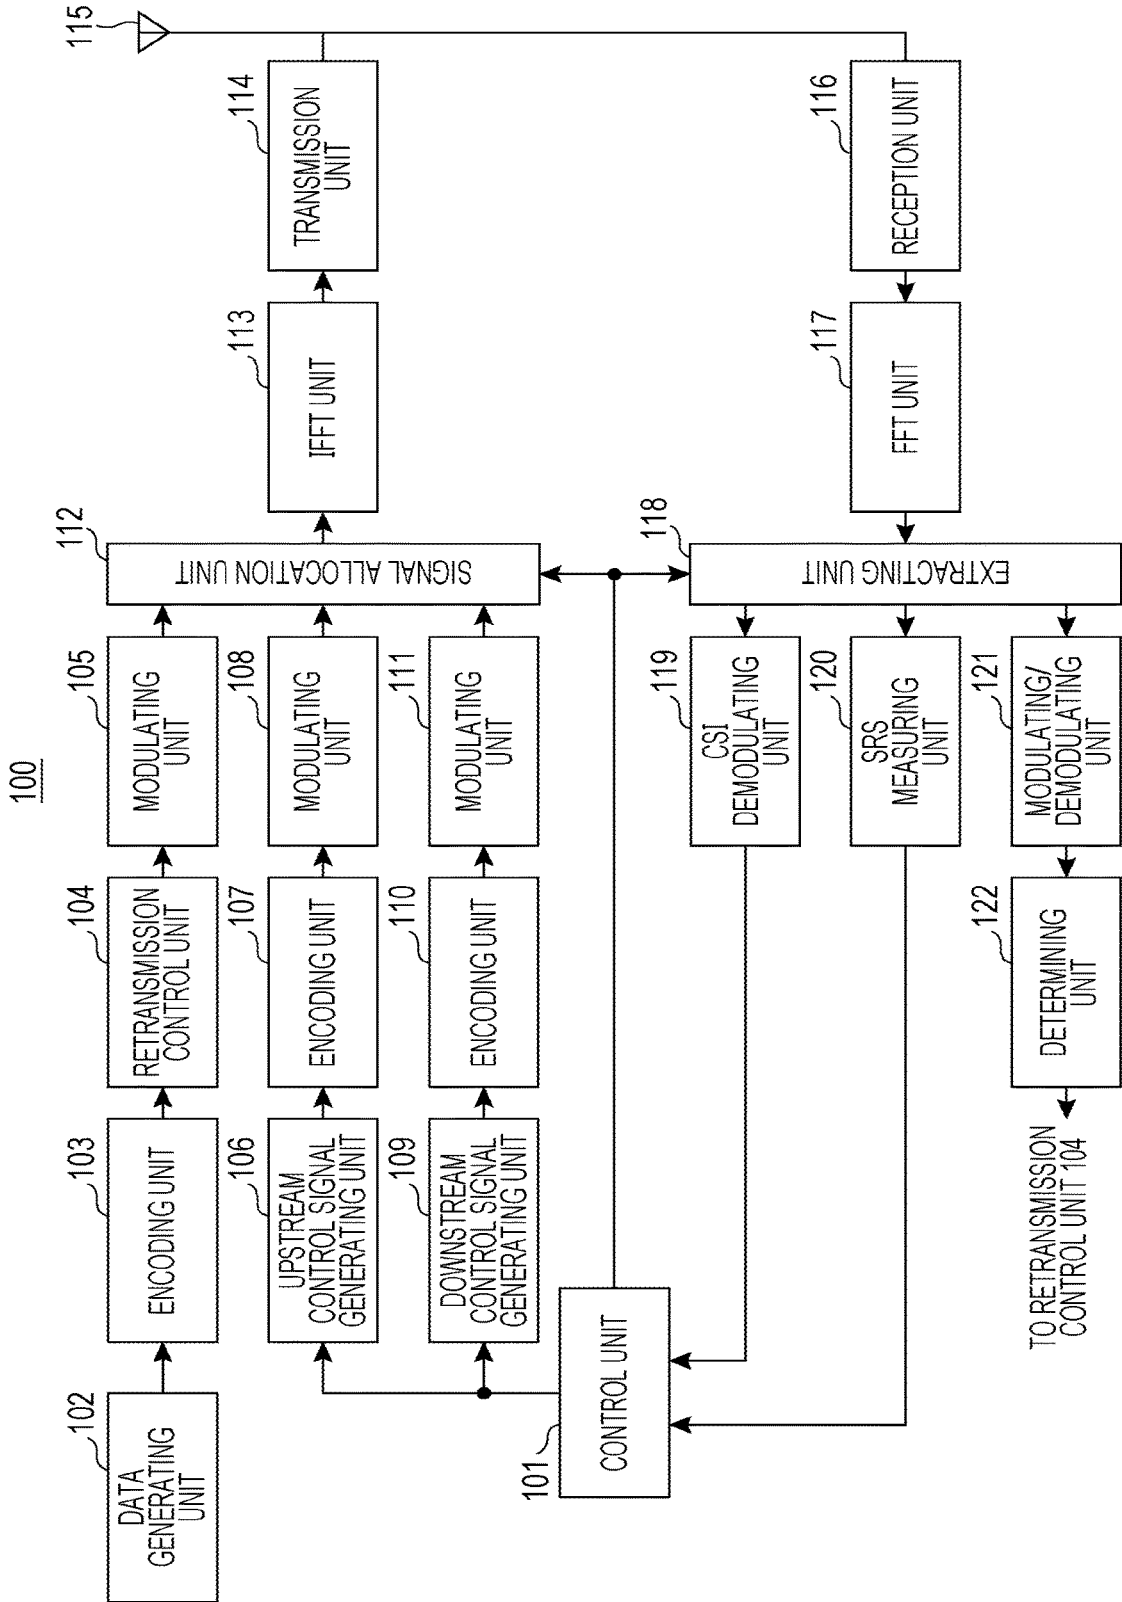 100
102
DATA
GENERATING
UNIT
103
ENCODING UNIT
104
RETRANSMISSION
CONTROL UNIT
105
MODULATING
UNIT
106
UPSTREAM
CONTROL SIGNAL
GENERATING UNIT
107
ENCODING UNIT
108
MODULATING
UNIT
109
DOWNSTREAM
CONTROL SIGNAL
GENERATING UNIT
110
ENCODING UNIT
111
MODULATING
UNIT
112
SIGNAL ALLOCATION UNIT
113
IFFT UNIT
114
TRANSMISSION
UNIT
115
101
CONTROL UNIT
116
RECEPTION UNIT
117
FFT UNIT
118
EXTRACTING UNIT
119
CSI
DEMODULATING
UNIT
120
SRS
MEASURING
UNIT
121
MODULATING/
DEMODULATING
UNIT
122
DETERMINING
UNIT
TO RETRANSMISSION
CONTROL UNIT 104